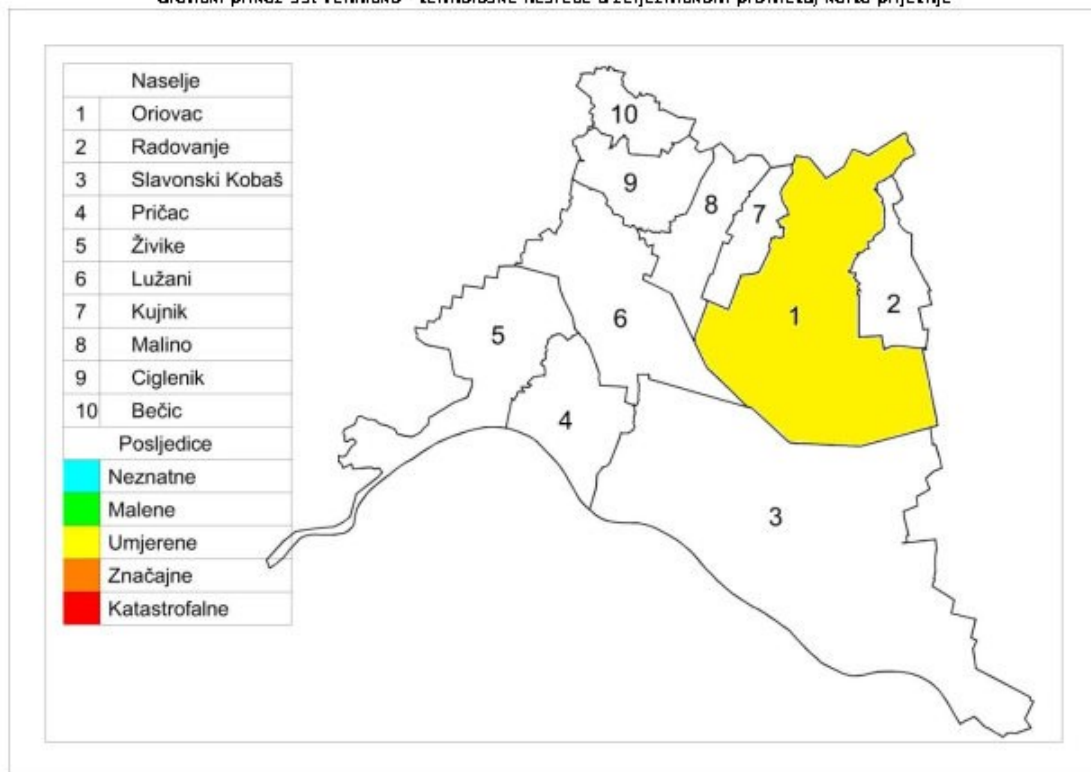 Naselje
1 Oriovac
2 Radovanje
3 Slavonski Kobaš
4 Pričac
5 Živike
6 Lužani
7 Kujnik
8 Malino
9 Ciglenik
10 Bečic
Posljedice
Neznatne
Malene
Umjerene
Značajne
Katastrofalne
10
9
8
7
1
2
6
5
4
3